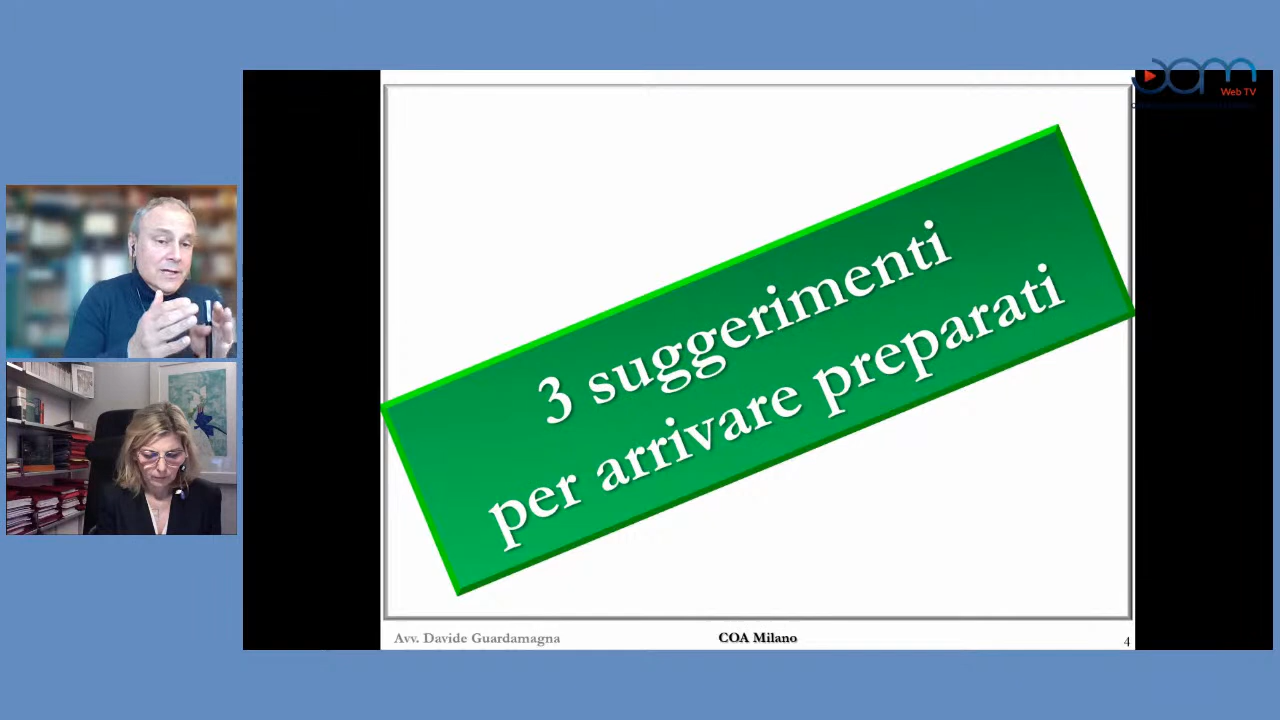 Web TV
3 suggerimenti
per arrivare preparati
Avv. Davide Guardamagna
COA Milano
4